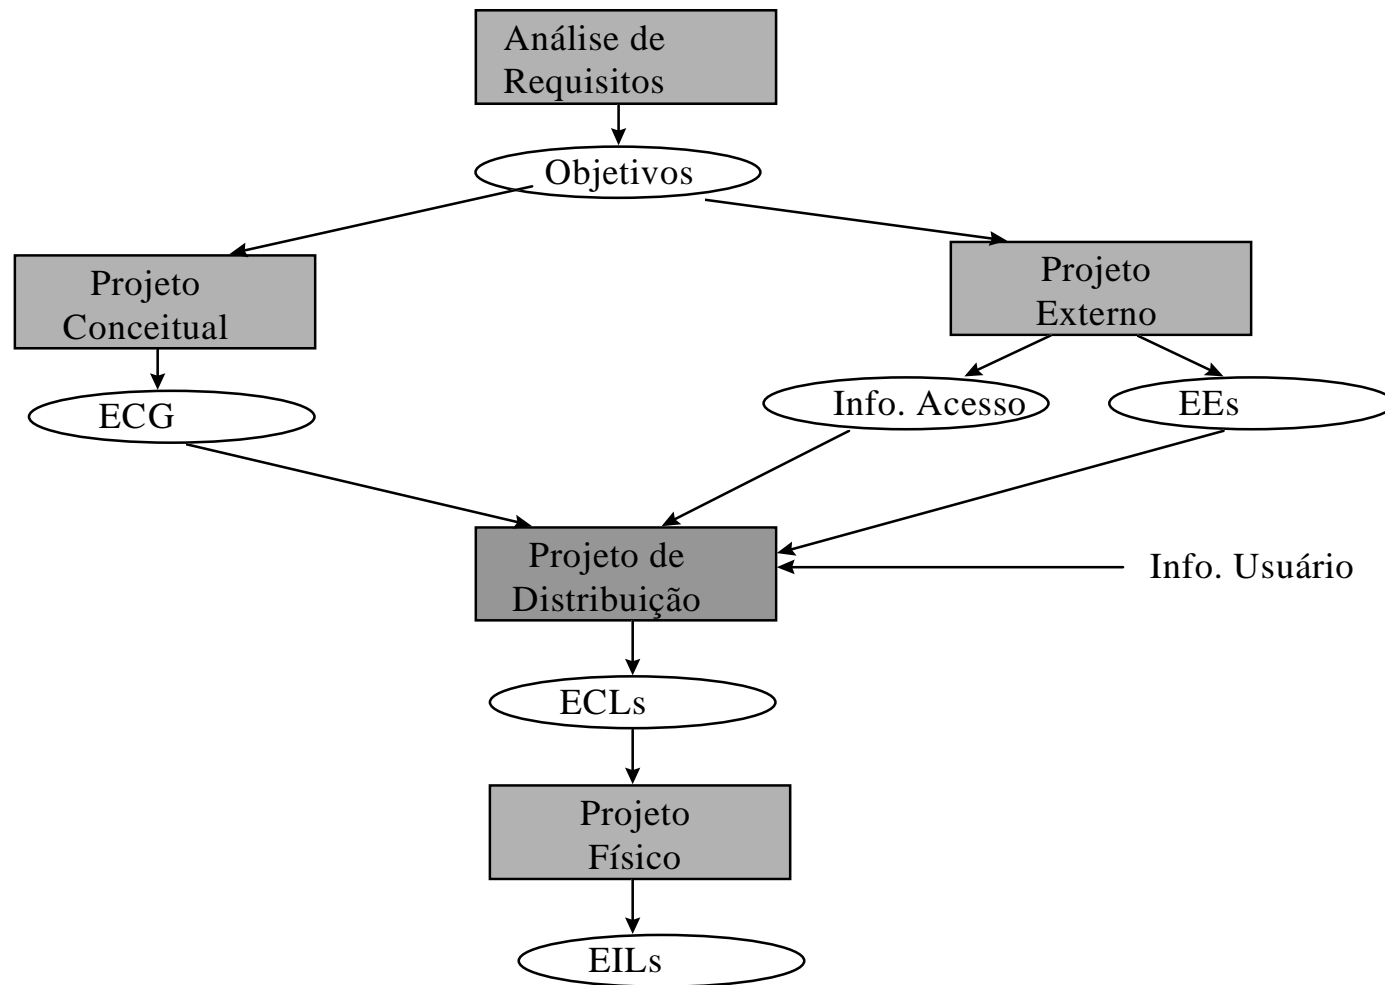 Análise de
Requisitos
Objetivos
Projeto
Conceitual
Projeto
Externo
ECG
Info. Acesso
EEs
Projeto de
Distribuição
Info. Usuário
ECLs
Projeto
Físico
EILs